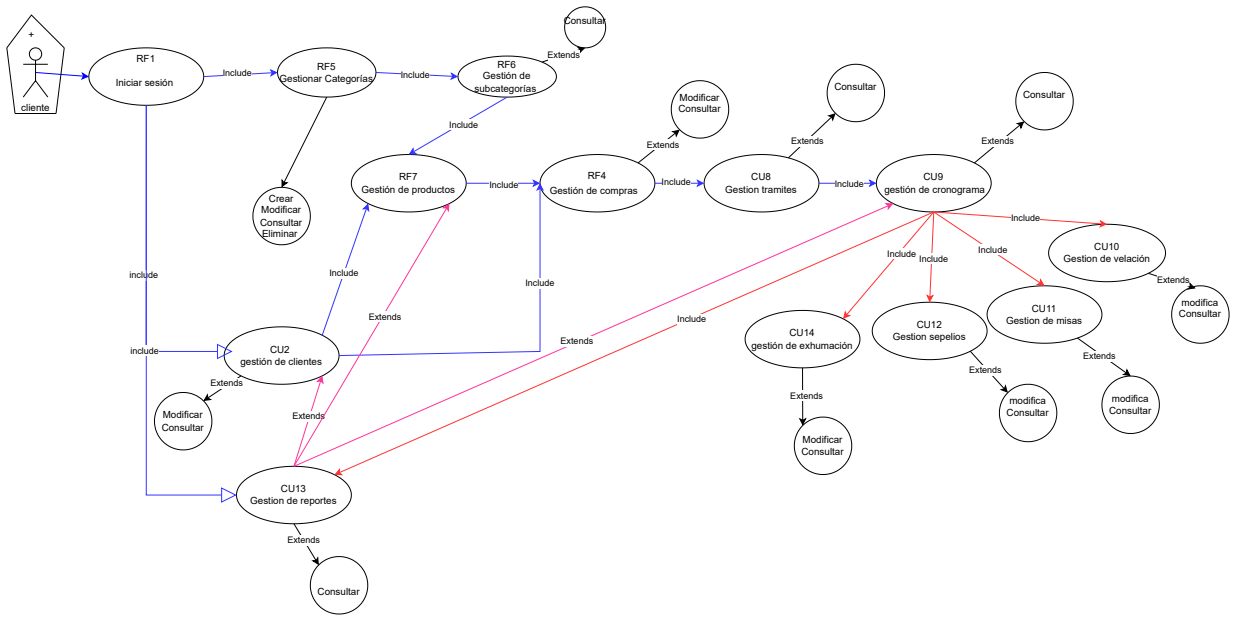 +
cliente
RF1
Iniciar sesión
Include
RF5
Gestionar Categorías
Include
RF6
Gestión de
subcategorías
Extends
Consultar
Include
Crear
Modificar
Consultar
Eliminar
RF7
Gestión de productos
Include
RF4
Gestión de compras
Extends
Modificar
Consultar
Include
CU8
Gestion tramites
Extends
Consultar
Include
CU9
gestión de cronograma
Extends
Consultar
Include
CU10
Gestion de velación
Extends
modifica
Consultar
Include
CU11
Gestion de misas
Extends
modifica
Consultar
Include
CU12
Gestion sepelios
Extends
modifica
Consultar
Include
CU14
gestión de exhumación
Extends
Modificar
Consultar
include
include
CU2
gestión de clientes
Include
Include
Extends
Modificar
Consultar
Extends
Extends
Extends
Include
CU13
Gestion de reportes
Extends
Consultar